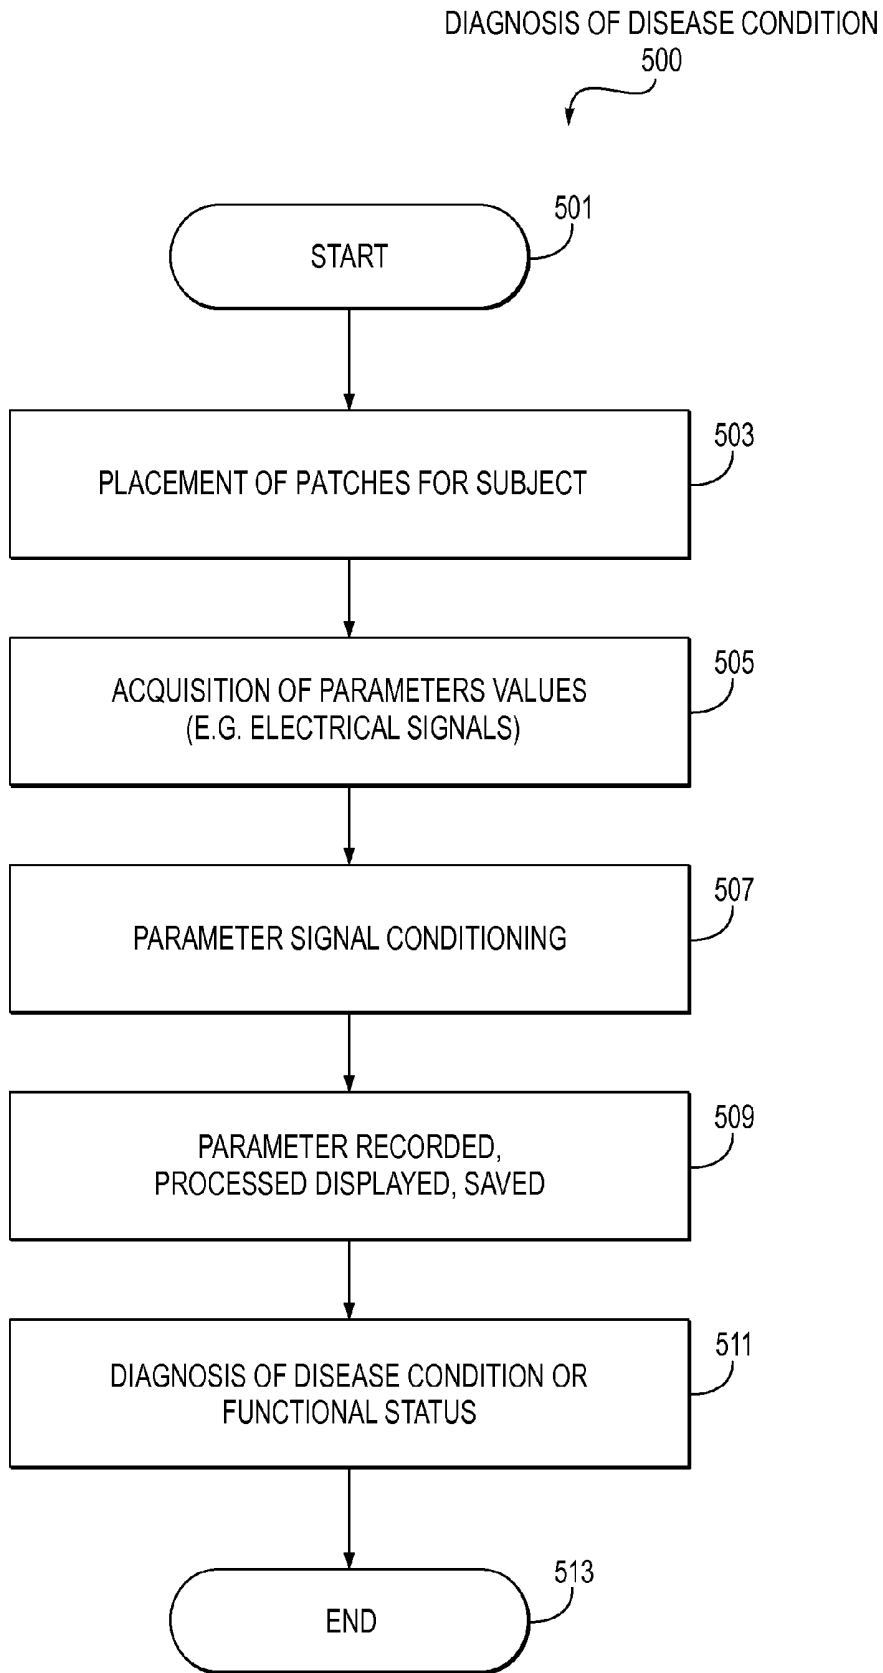 DIAGNOSIS OF DISEASE CONDITION
500
501
START
503
PLACEMENT OF PATCHES FOR SUBJECT
505
ACQUISITION OF PARAMETERS VALUES
(E.G. ELECTRICAL SIGNALS)
507
PARAMETER SIGNAL CONDITIONING
509
PARAMETER RECORDED,
PROCESSED DISPLAYED, SAVED
511
DIAGNOSIS OF DISEASE CONDITION OR
FUNCTIONAL STATUS
513
END